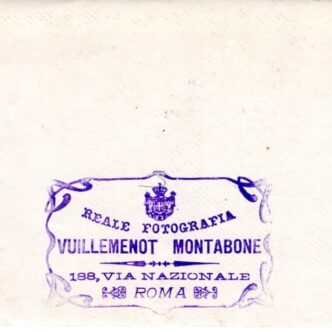 REALE FOTOGRAFIA
VUILLEMENOT MONTABONE
188, VIA NAZIONALE
ROMA